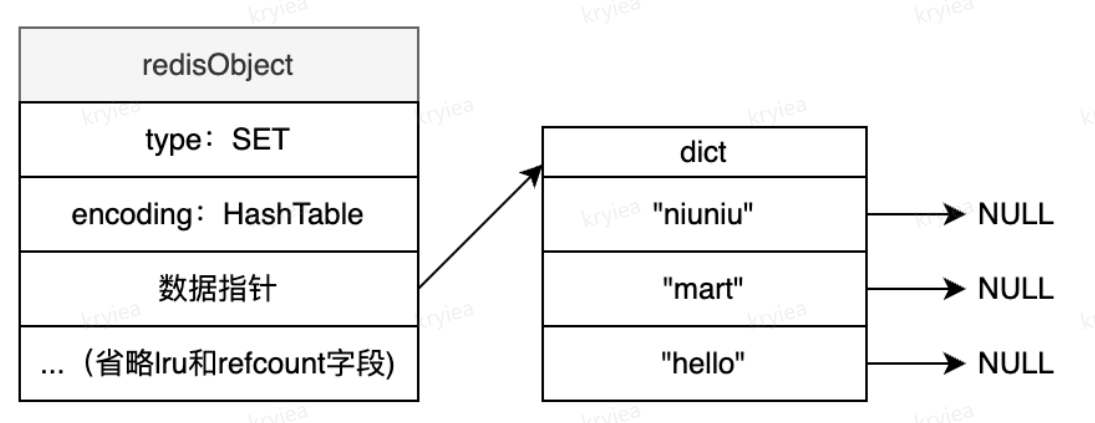 redisObject
type：SET
encoding：HashTable
数据指针
...（省略lru和refcount字段)
dict
"niuniu" NULL
"mart" NULL
"hello" NULL
kryiea
kryiea
kryiea
kryiea
kryiea
kryiea
kryiea
kryiea
kryiea
kryiea
kryiea
kryiea
kryiea
kryiea